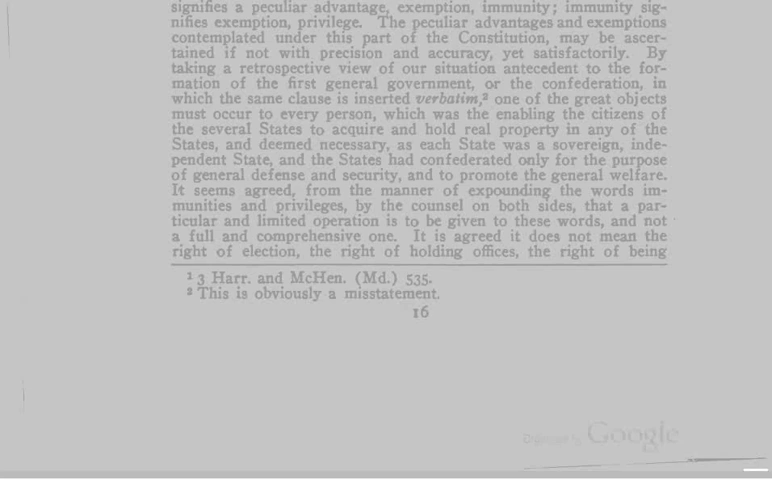 signifies a peculiar advantage, exemption, immunity; immunity sig-
nifies exemption, privilege. The peculiar advantages and exemptions
contemplated under this part of the Constitution, may be ascer-
tained if not with precision and accuracy, yet satisfactorily. By
taking a retrospective view of our situation antecedent to the for-
mation of the first general government, or the confederation, in
which the same clause is inserted verbatim,² one of the great objects
must occur to every person, which was the enabling the citizens of
the several States to acquire and hold real property in any of the
States, and deemed necessary, as each State was a sovereign, inde-
pendent State, and the States had confederated only for the purpose
of general defense and security, and to promote the general welfare.
It seems agreed, from the manner of expounding the words im-
munities and privileges, by the counsel on both sides, that a par-
ticular and limited operation is to be given to these words, and not
a full and comprehensive one. It is agreed it does not mean the
right of election, the right of holding offices, the right of being
¹ 3 Harr. and McHen. (Md.) 535.
² This is obviously a misstatement.
16
Digitized by Google